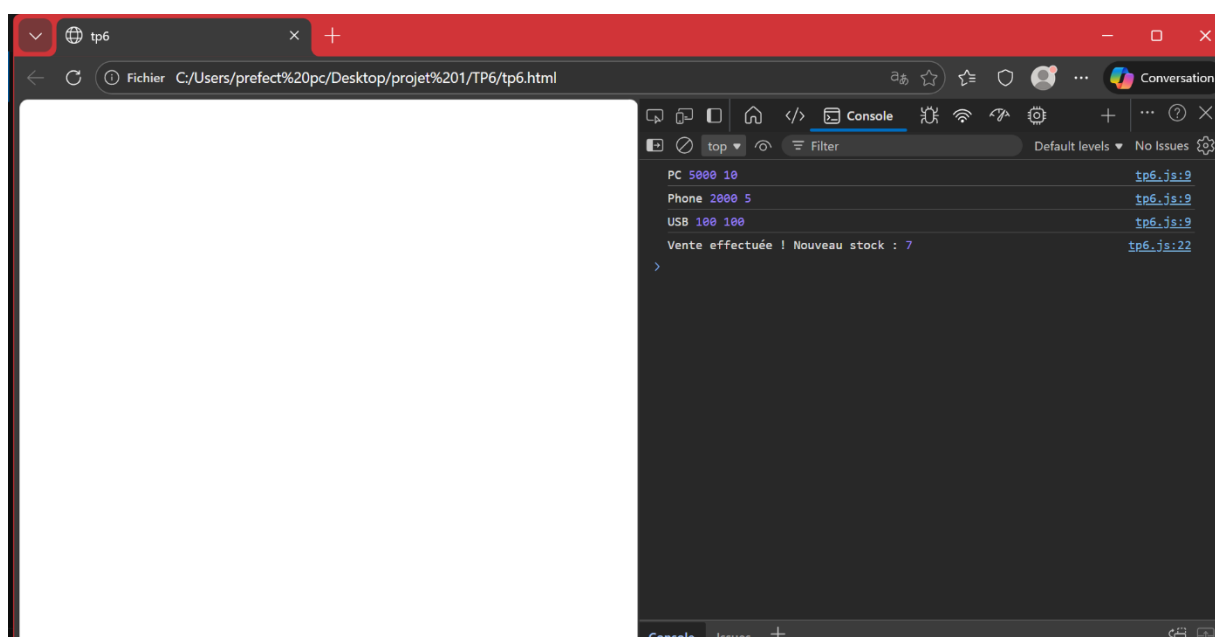 tp6
Fichier C:/Users/prefect%20pc/Desktop/projet%201/TP6/tp6.html
Conversation
Console
top Filter Default levels No Issues
PC 5000 10 tp6.js:9
Phone 2000 5 tp6.js:9
USB 100 100 tp6.js:9
Vente effectuée ! Nouveau stock : 7 tp6.js:22
>
Console Issues